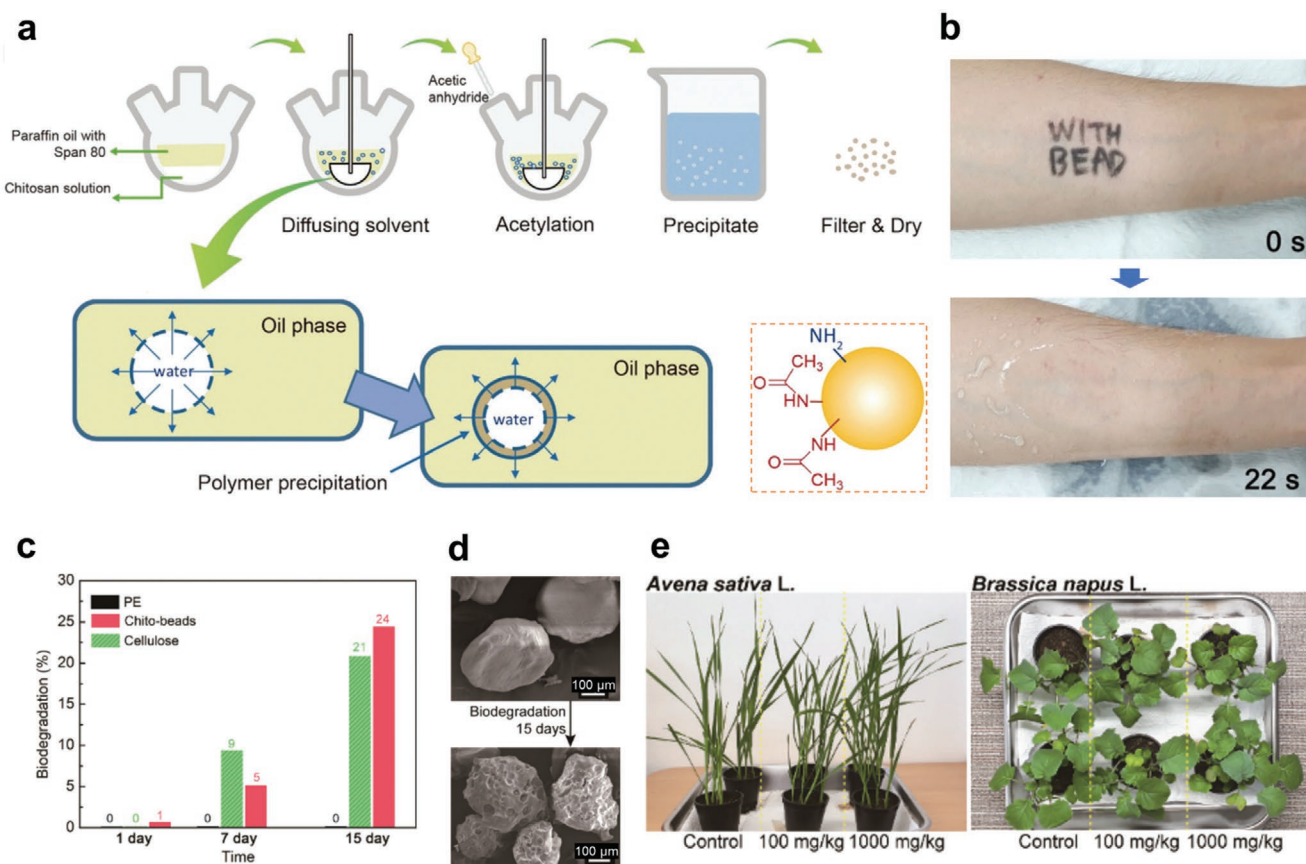 a
Acetic
anhydride
Paraffin oil with
Span 80
Chitosan solution
Diffusing solvent
Acetylation
Precipitate
Filter & Dry
Oil phase
water
Oil phase
water
Polymer precipitation
NH2
CH3
O
HN
NH
O
CH3
b
WITH
BEAD
0 s
22 s
c
Biodegradation (%)
30
25
20
15
10
5
0
PE
Chito-beads
Cellulose
0 0 1
0 9 5
0 21 24
1 day 7 day 15 day
Time
d
100 µm
Biodegradation
15 days
100 µm
e
Avena sativa L.
Control 100 mg/kg 1000 mg/kg
Brassica napus L.
Control 100 mg/kg 1000 mg/kg